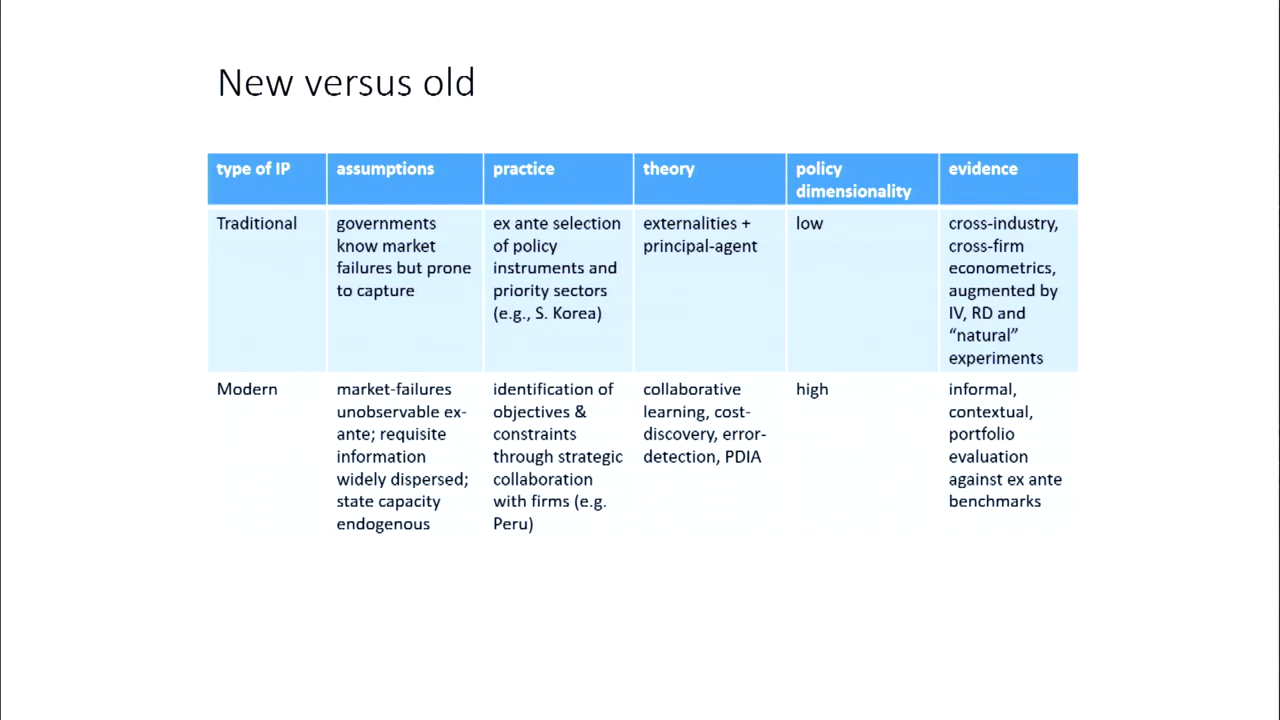 New versus old
type of IP
assumptions
practice
theory
policy
dimensionality
evidence
Traditional
governments
know market
failures but prone
to capture
ex ante selection
of policy
instruments and
priority sectors
(e.g., S. Korea)
externalities +
principal-agent
low
cross-industry,
cross-firm
econometrics,
augmented by
IV, RD and
“natural”
experiments
Modern
market-failures
unobservable ex-
ante; requisite
information
widely dispersed;
state capacity
endogenous
identification of
objectives &
constraints
through strategic
collaboration
with firms (e.g.
Peru)
collaborative
learning, cost-
discovery, error-
detection, PDIA
high
informal,
contextual,
portfolio
evaluation
against ex ante
benchmarks